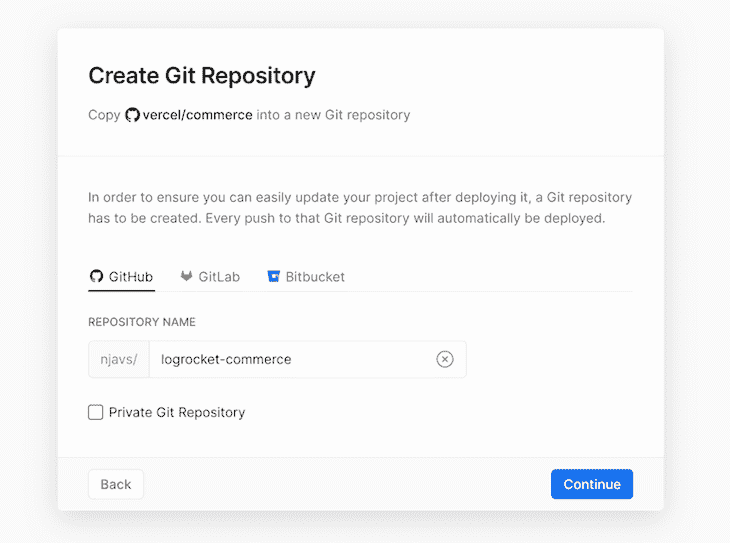 Create Git Repository
Copy vercel/commerce into a new Git repository
In order to ensure you can easily update your project after deploying it, a Git repository
has to be created. Every push to that Git repository will automatically be deployed.
GitHub GitLab Bitbucket
REPOSITORY NAME
njavs/ logrocket-commerce
Private Git Repository
Back Continue